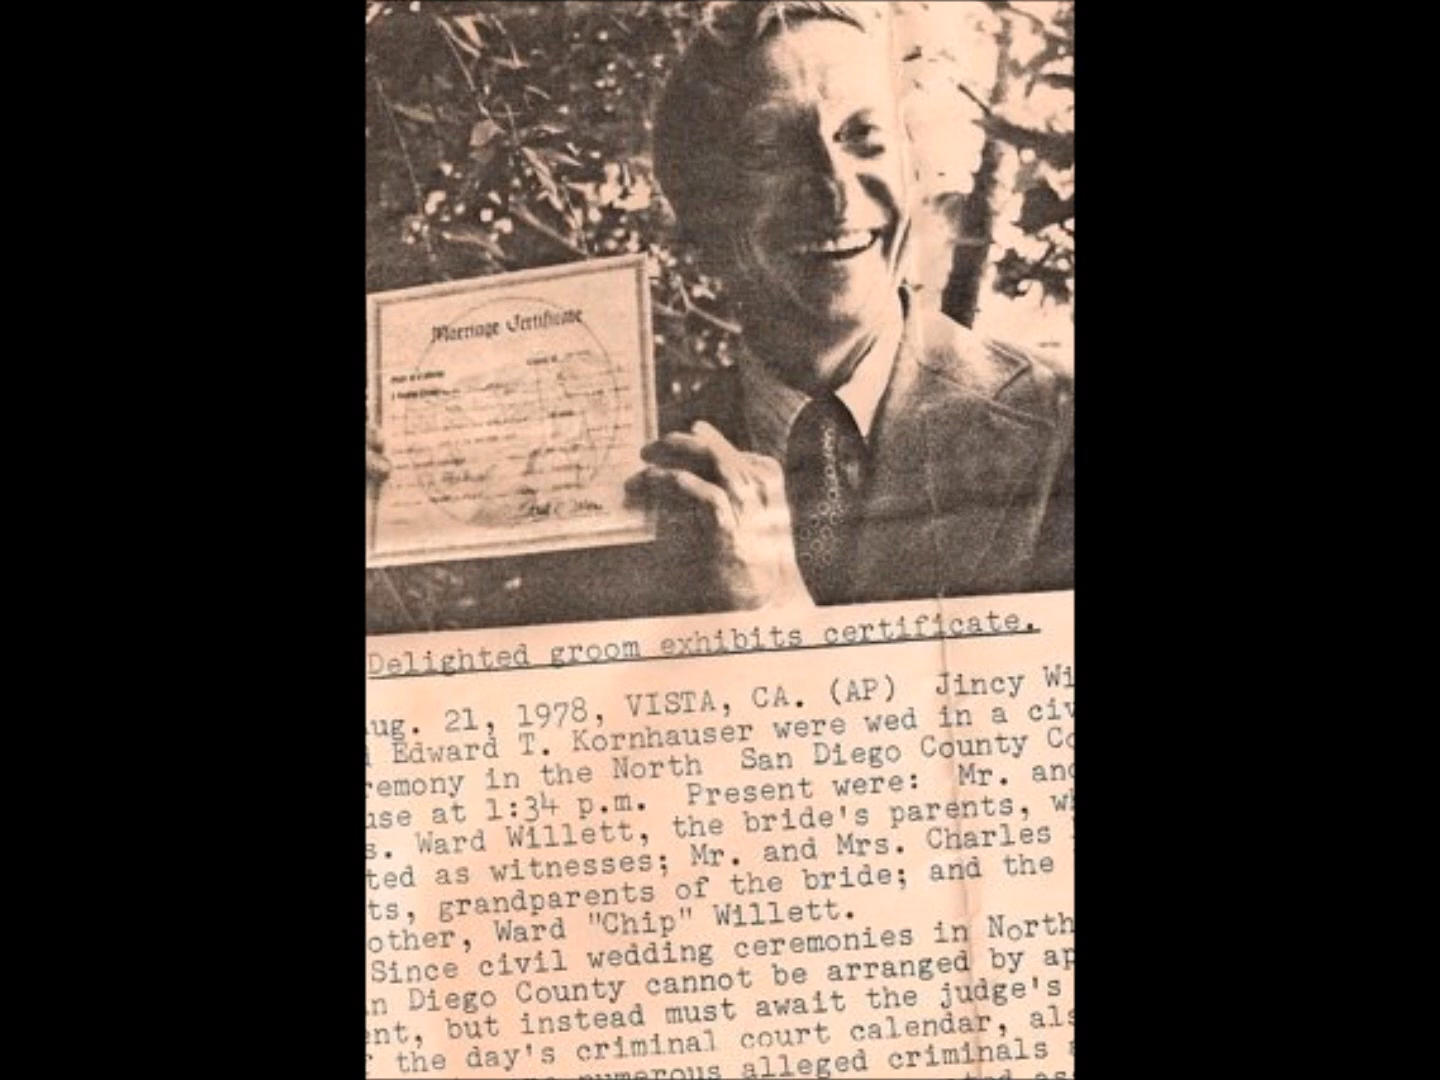 Marriage Certificate
Delighted groom exhibits certificate.
ug. 21, 1978, VISTA, CA. (AP) Jincy Wi
Edward T. Kornhauser were wed in a civ
remony in the North San Diego County Co
use at 1:34 p.m. Present were: Mr. and
s. Ward Willett, the bride's parents, wh
ted as witnesses; Mr. and Mrs. Charles
ts, grandparents of the bride; and the
other, Ward "Chip" Willett.
Since civil wedding ceremonies in North
n Diego County cannot be arranged by ap
ent, but instead must await the judge's
the day's criminal court calendar, als
numerous alleged criminals